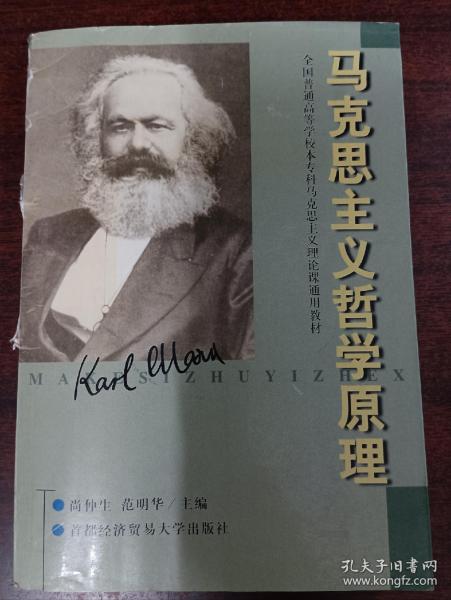 马克思主义哲学原理
全国普通高等学校本专科马克思主义理论课通用教材
Karl Marx
MAKESIZHUYIZHEX
尚仲生 范明华/主编
首都经济贸易大学出版社
孔夫子旧书网
www.kongfz.com